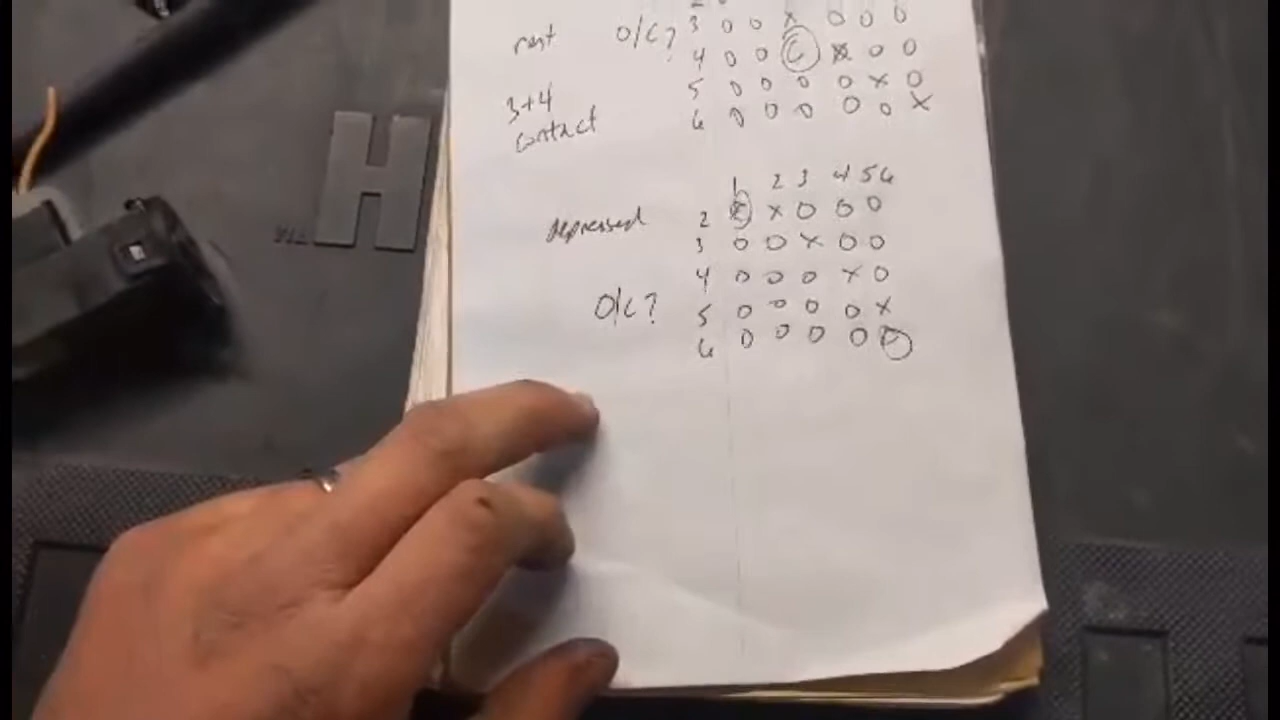 3 0 0 X 0 0 0
rest O/C? 4 0 0 C X 0 0
5 0 0 0 0 X 0
3+4 6 0 0 0 0 0 X
contact
1 2 3 4 5 6
depressed 2 X 0 0 0
3 0 0 X 0 0
4 0 0 0 X 0
O/C? 5 0 0 0 0 X
6 0 0 0 0
H